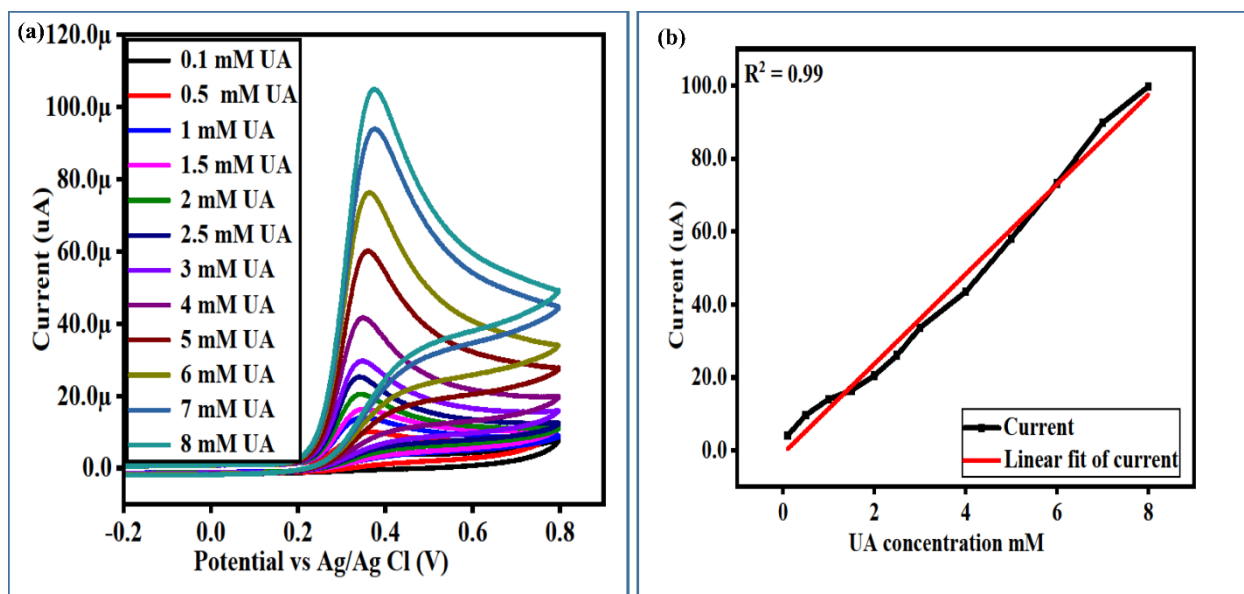 (a)
120.0µ
100.0µ
80.0µ
60.0µ
40.0µ
20.0µ
0.0
Current (uA)
0.1 mM UA
0.5 mM UA
1 mM UA
1.5 mM UA
2 mM UA
2.5 mM UA
3 mM UA
4 mM UA
5 mM UA
6 mM UA
7 mM UA
8 mM UA
-0.2 0.0 0.2 0.4 0.6 0.8
Potential vs Ag/Ag Cl (V)
(b)
R² = 0.99
100.0
80.0
60.0
40.0
20.0
0.0
Current (uA)
Current
Linear fit of current
0 2 4 6 8
UA concentration mM